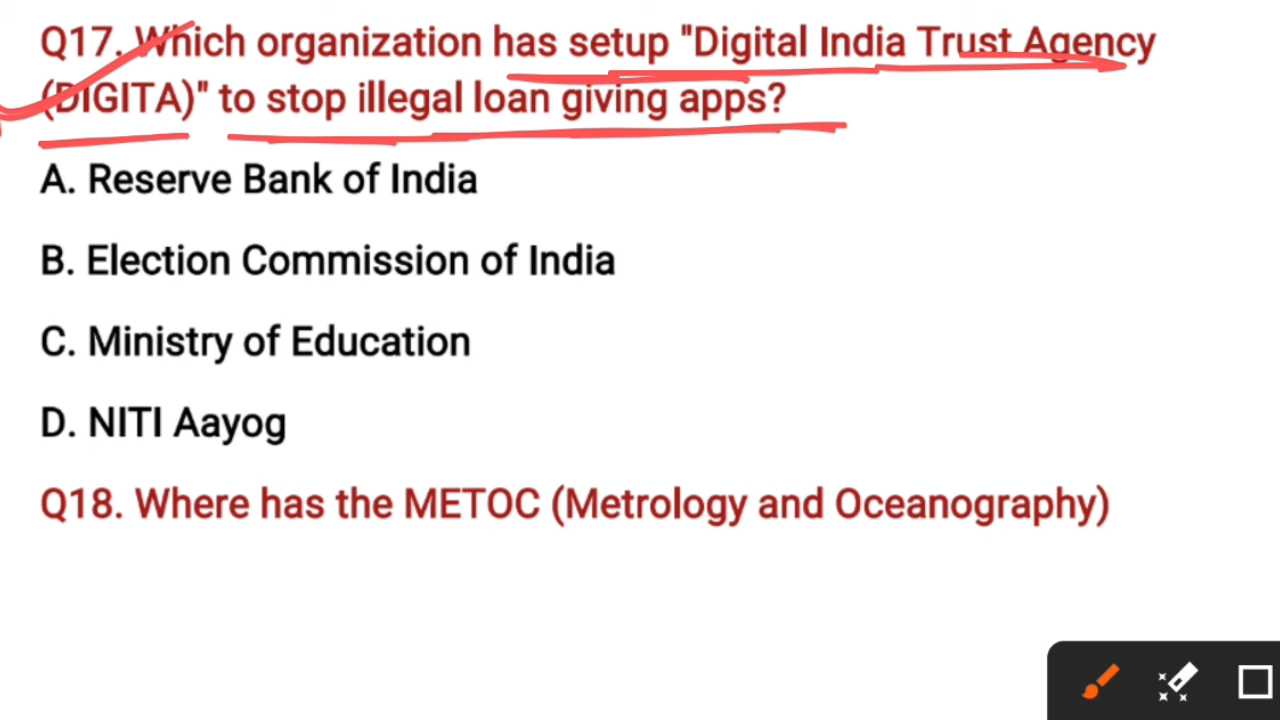 Q17. Which organization has setup "Digital India Trust Agency
(DIGITA)" to stop illegal loan giving apps?
A. Reserve Bank of India
B. Election Commission of India
C. Ministry of Education
D. NITI Aayog
Q18. Where has the METOC (Metrology and Oceanography)